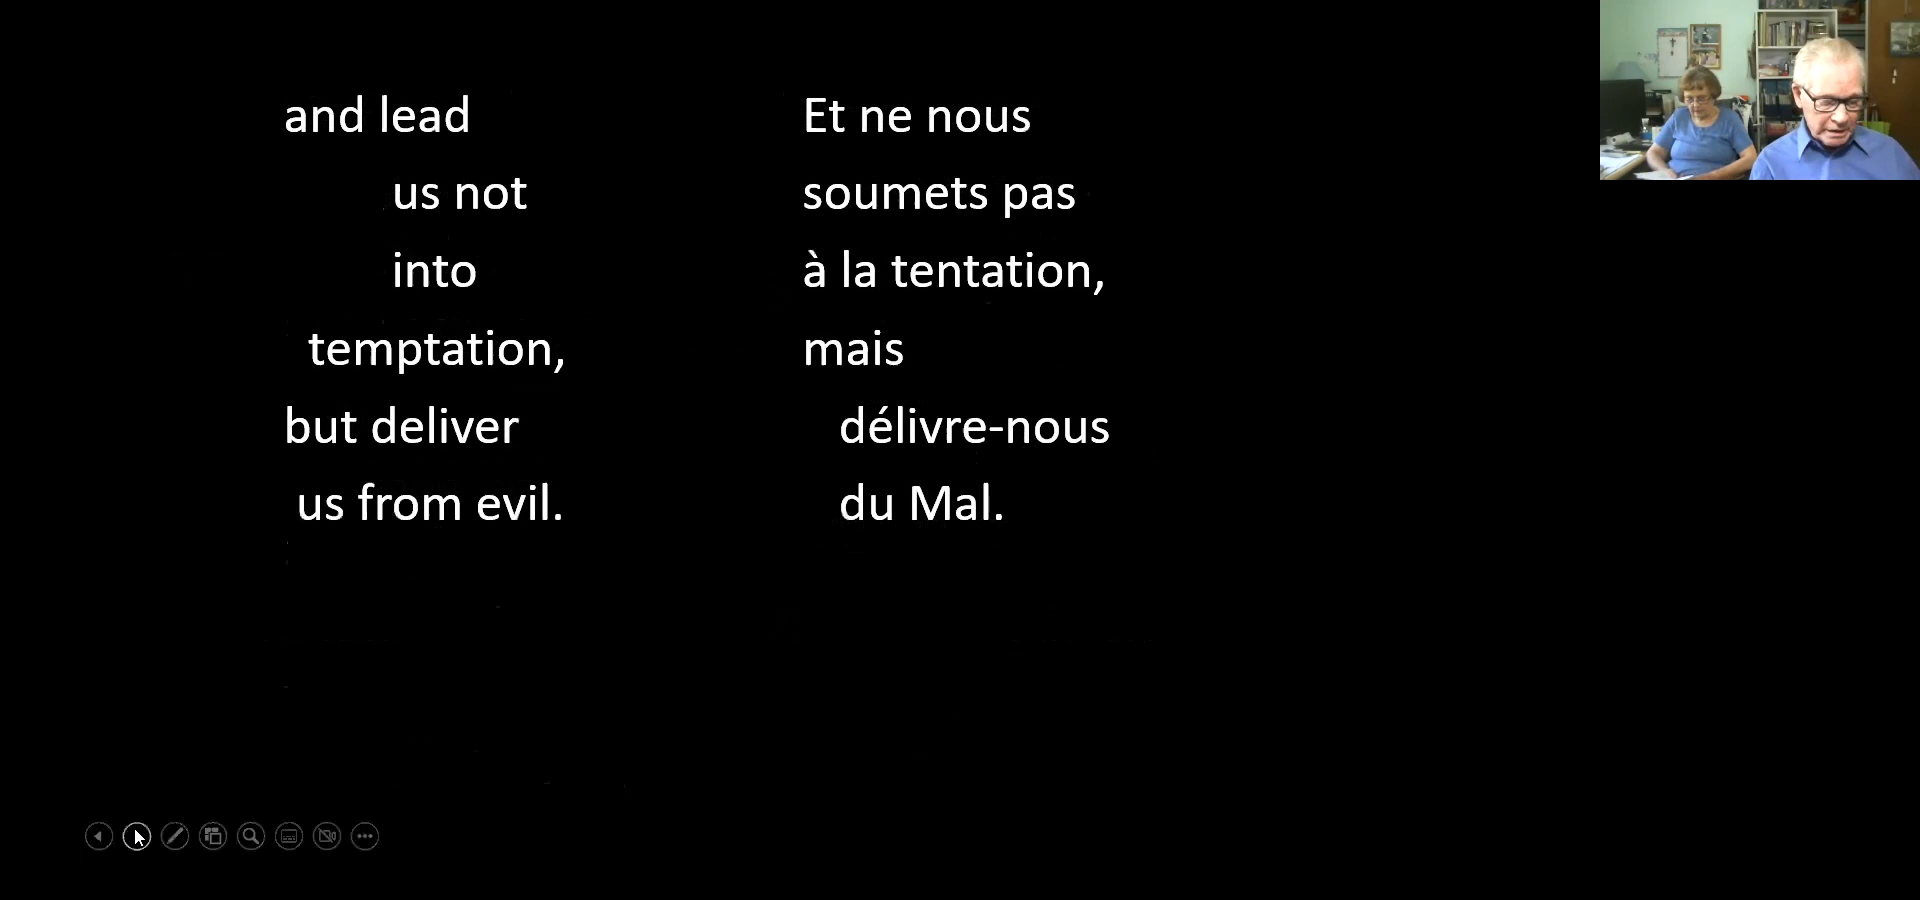 and lead
us not
into
temptation,
but deliver
us from evil.
Et ne nous
soumets pas
à la tentation,
mais
délivre-nous
du Mal.